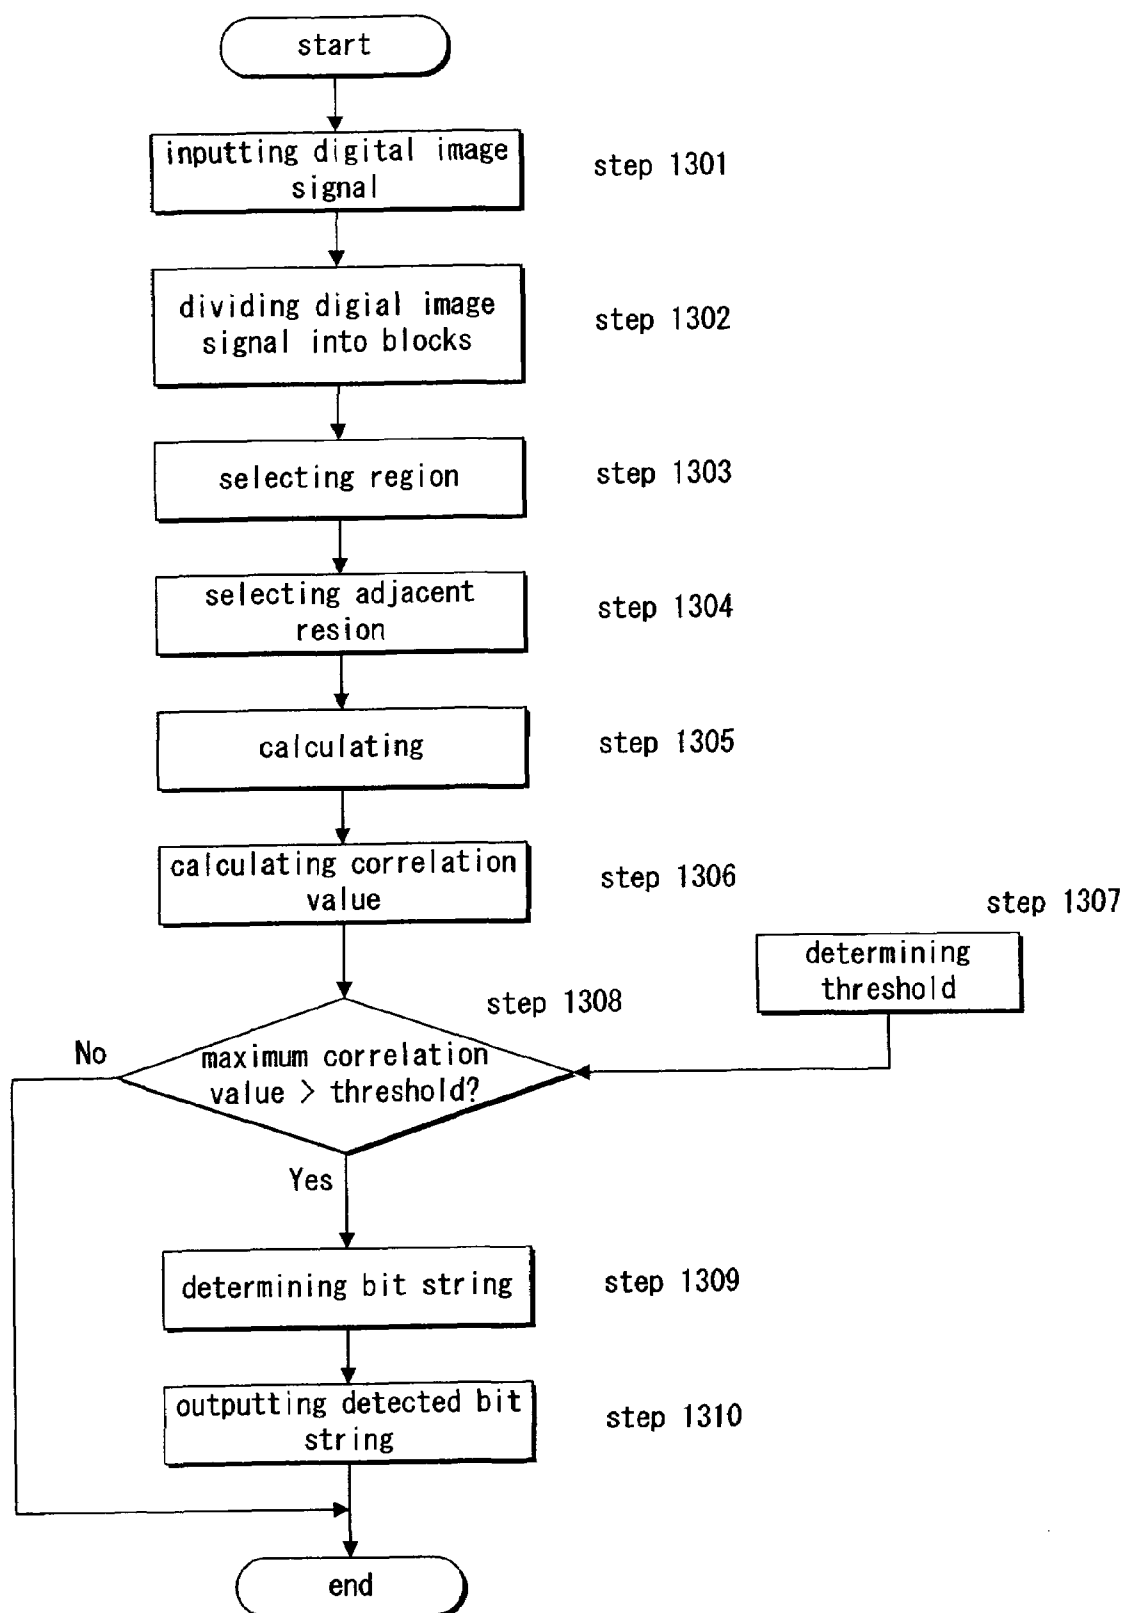 start
inputting digital image
signal
step 1301
dividing digial image
signal into blocks
step 1302
selecting region
step 1303
selecting adjacent
resion
step 1304
calculating
step 1305
calculating correlation
value
step 1306
step 1307
determining
threshold
step 1308
No
maximum correlation
value > threshold?
Yes
determining bit string
step 1309
outputting detected bit
string
step 1310
end